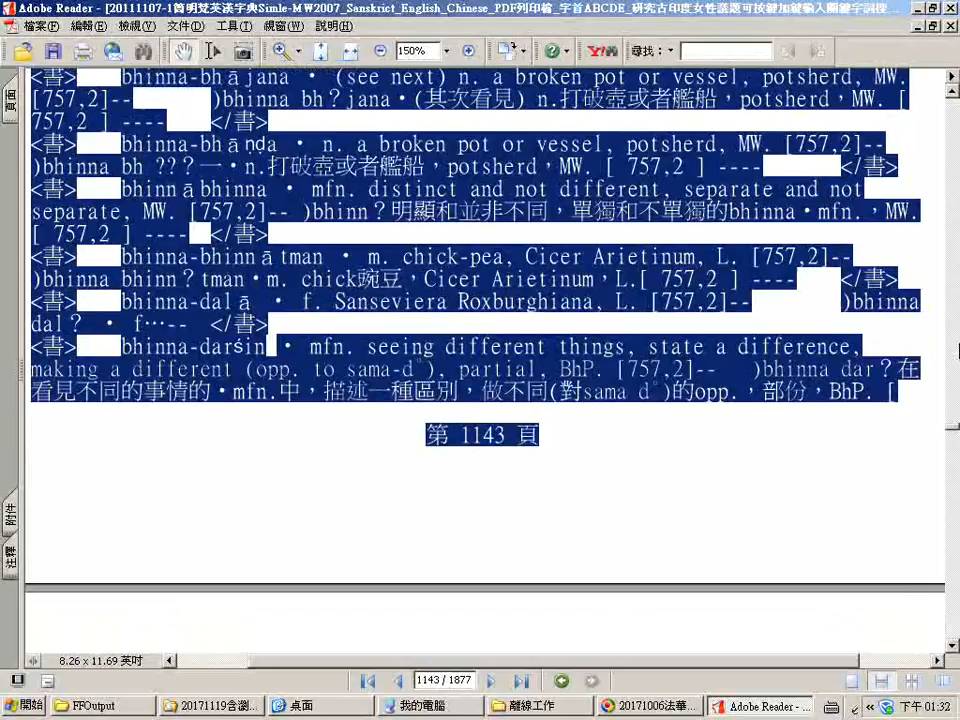 Adobe Reader - [20111107-1簡明梵英漢字典Simle-MW2007_Sanskrict_English_Chinese_PDF列印檔_字首ABCDE_研究古印度女性議題可按鍵加鍵輸入關鍵字詞搜
檔案(F) 編輯(E) 檢視(V) 文件(D) 工具(T) 視窗(W) 說明(H)
150% 尋找：
頁面
<書> bhinna-bhājana ‧ (see next) n. a broken pot or vessel, potsherd, MW.
[757,2]-- )bhinna bh？jana‧(其次看見) n.打破壺或者艦船，potsherd，MW. [
757,2 ] ---- </書>
<書> bhinna-bhāṇḍa ‧ n. a broken pot or vessel, potsherd, MW. [757,2]--
)bhinna bh ??？一‧n.打破壺或者艦船，potsherd，MW. [ 757,2 ] ---- </書>
<書> bhinnābhinna ‧ mfn. distinct and not different, separate and not
separate, MW. [757,2]-- )bhinn？明顯和並非不同，單獨和不單獨的bhinna‧mfn.，MW.
[ 757,2 ] ---- </書>
<書> bhinna-bhinnātman ‧ m. chick-pea, Cicer Arietinum, L. [757,2]--
)bhinna bhinn？tman‧m. chick豌豆，Cicer Arietinum，L.[ 757,2 ] ---- </書>
<書> bhinna-dalā ‧ f. Sanseviera Roxburghiana, L. [757,2]-- )bhinna
dal？ ‧ f…-- </書>
<書> bhinna-darśin ‧ mfn. seeing different things, state a difference,
making a different (opp. to sama-d°), partial, BhP. [757,2]-- )bhinna dar？在
看見不同的事情的‧mfn.中，描述一種區別，做不同(對sama d°)的opp.，部份，BhP. [
第 1143 頁
附件
注釋
8.26 x 11.69 英吋
1143 / 1877
開始 FFOutput 20171119含瀏... 桌面 我的電腦 離線工作 20171006法華... Adobe Reader - [... 下午 01:32